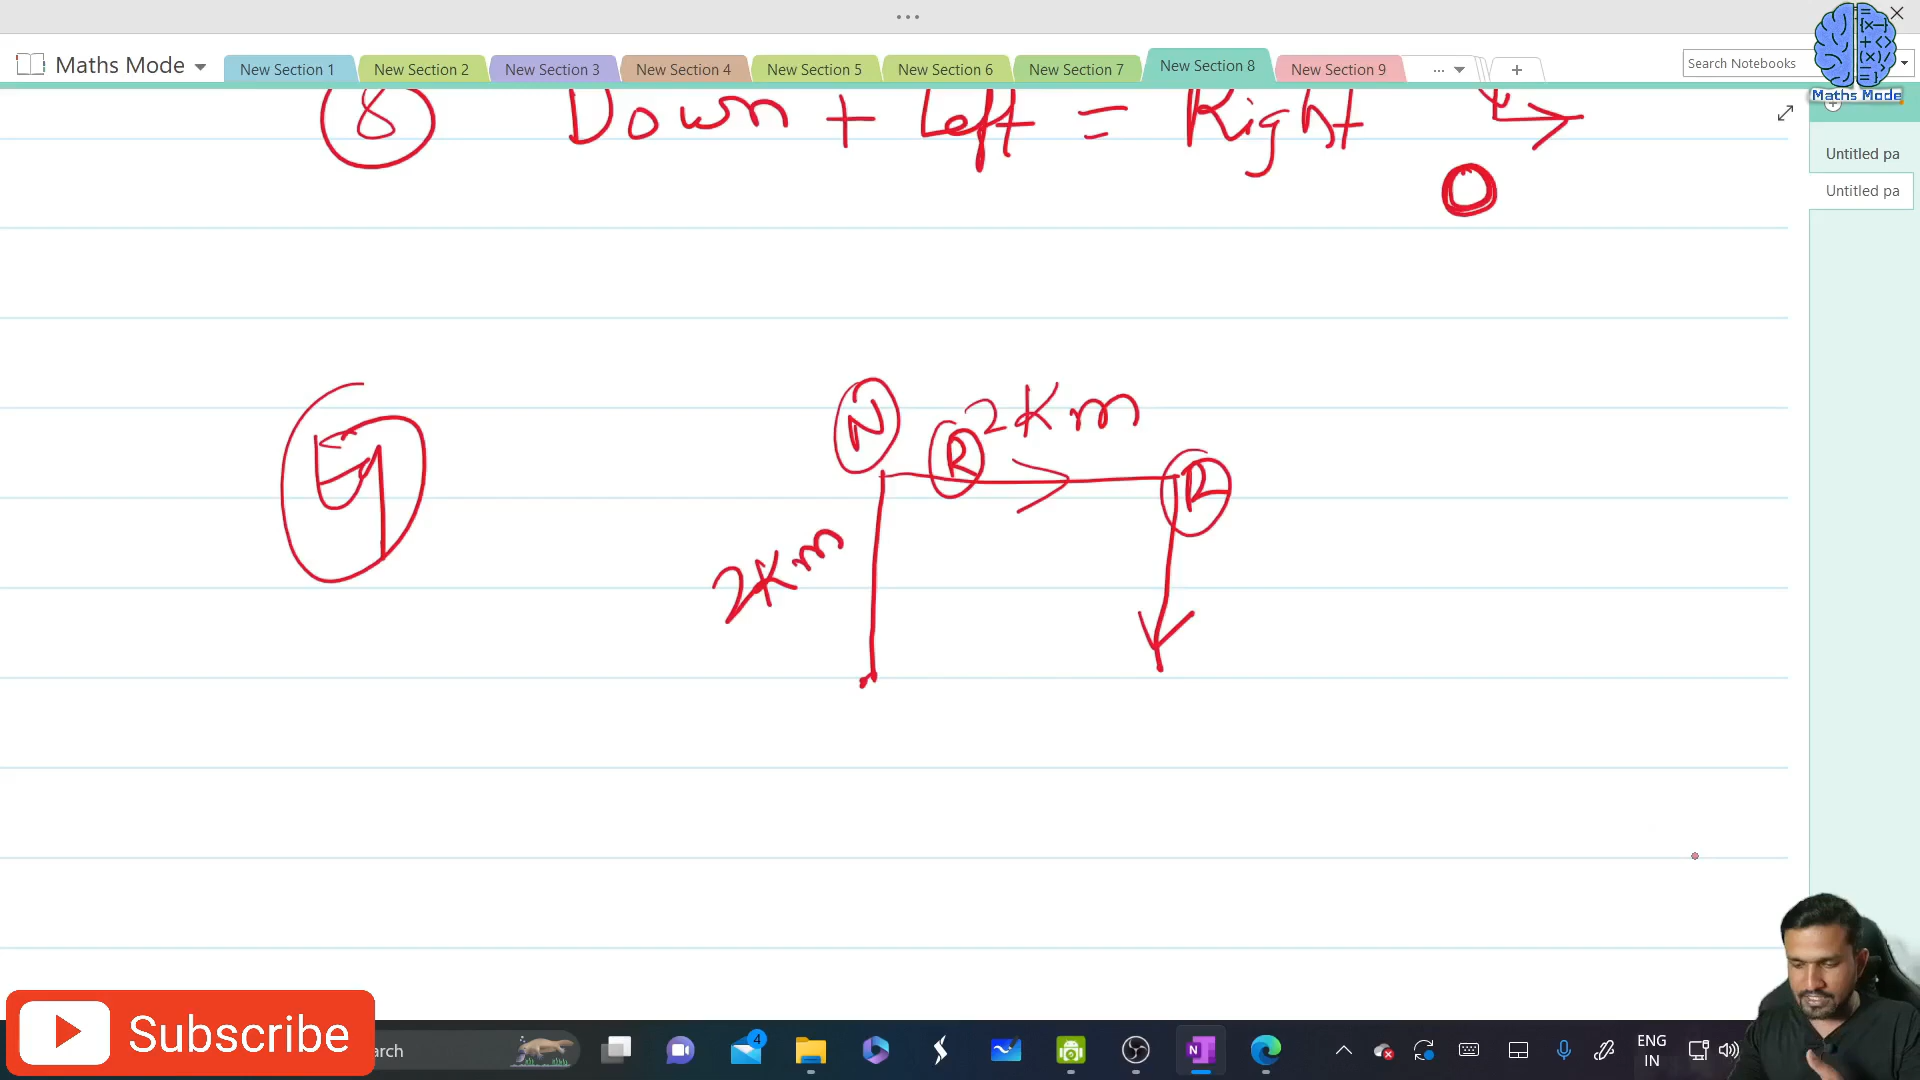 Maths Mode
New Section 1
New Section 2
New Section 3
New Section 4
New Section 5
New Section 6
New Section 7
New Section 8
New Section 9
...
+
Search Notebooks
Maths Mode
8 Down + Left = Right
Untitled pa
Untitled pa
9
N
R
2Km
R
2Km
Subscribe
arch
4
ENG
IN